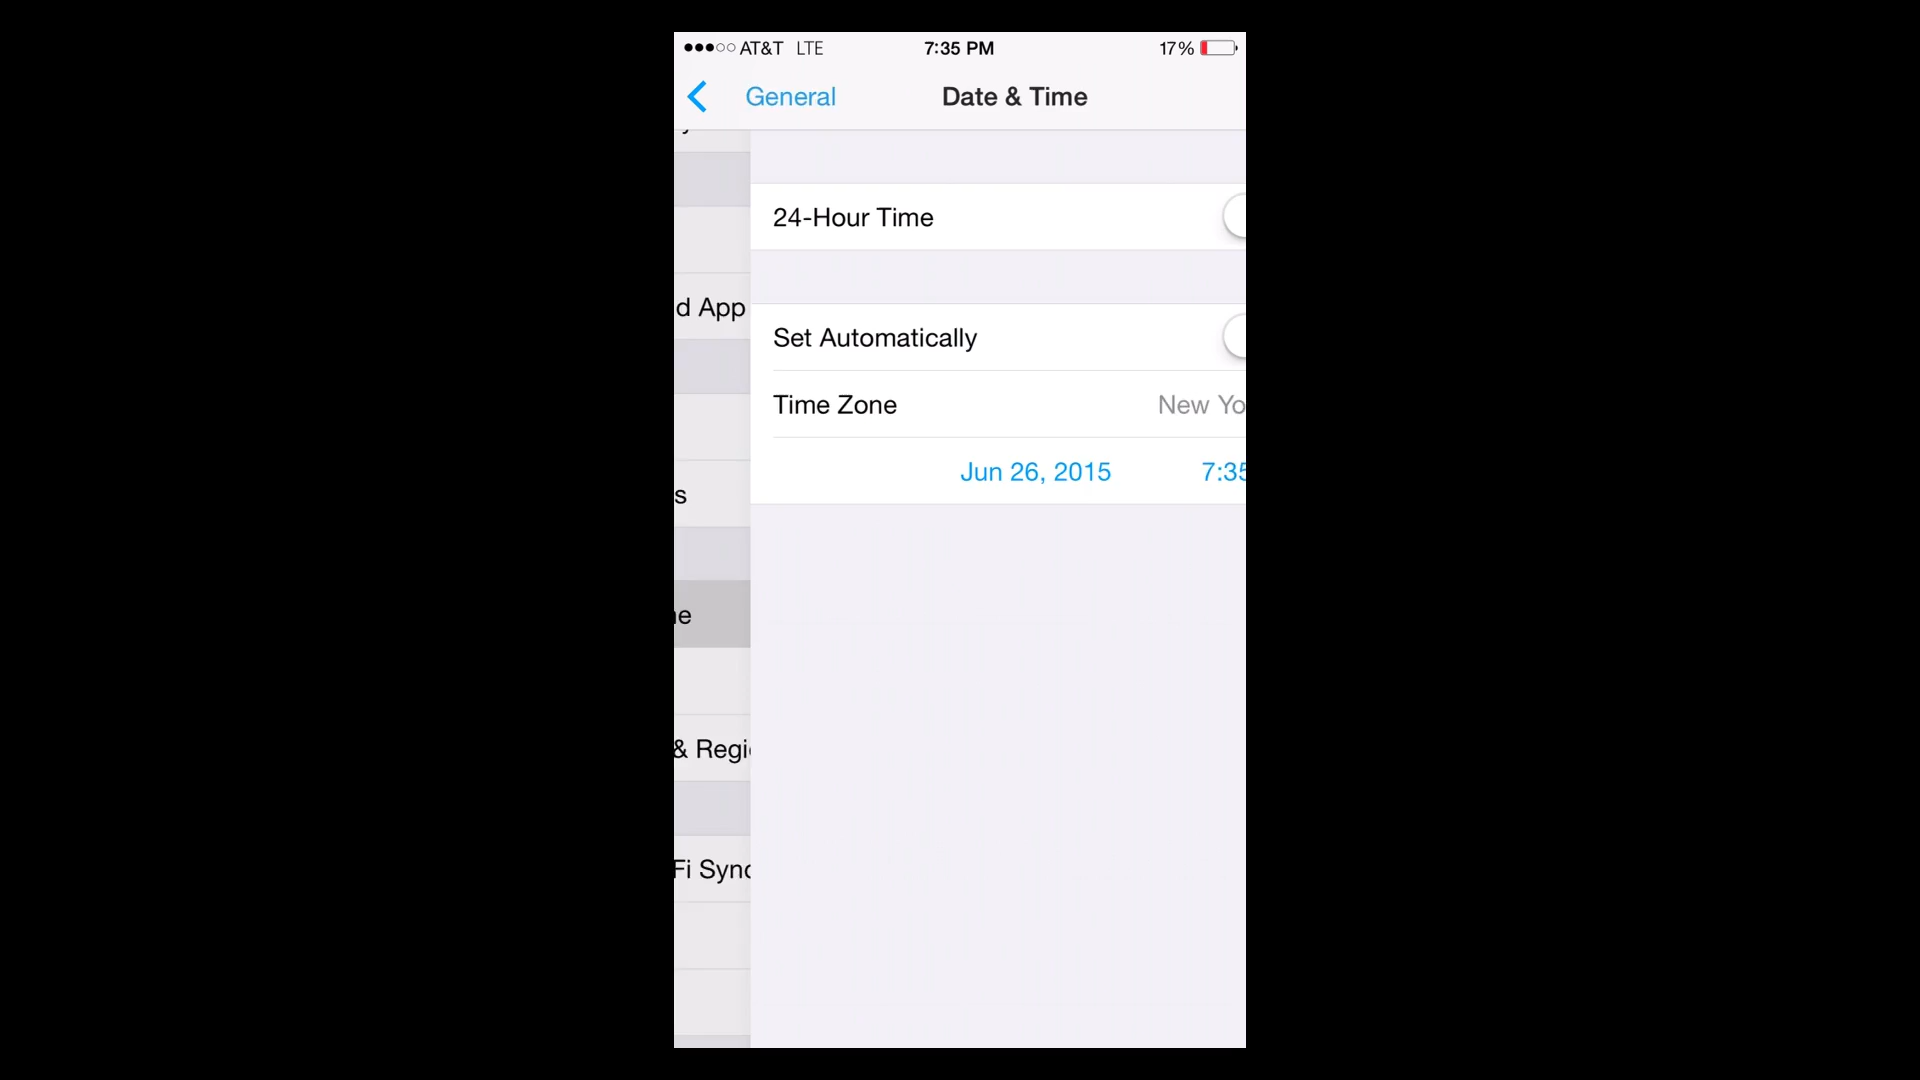 AT&T LTE 7:35 PM 17%
General Date & Time
24-Hour Time
d App
Set Automatically
Time Zone New Yo
Jun 26, 2015 7:35
s
e
& Regi
Fi Sync